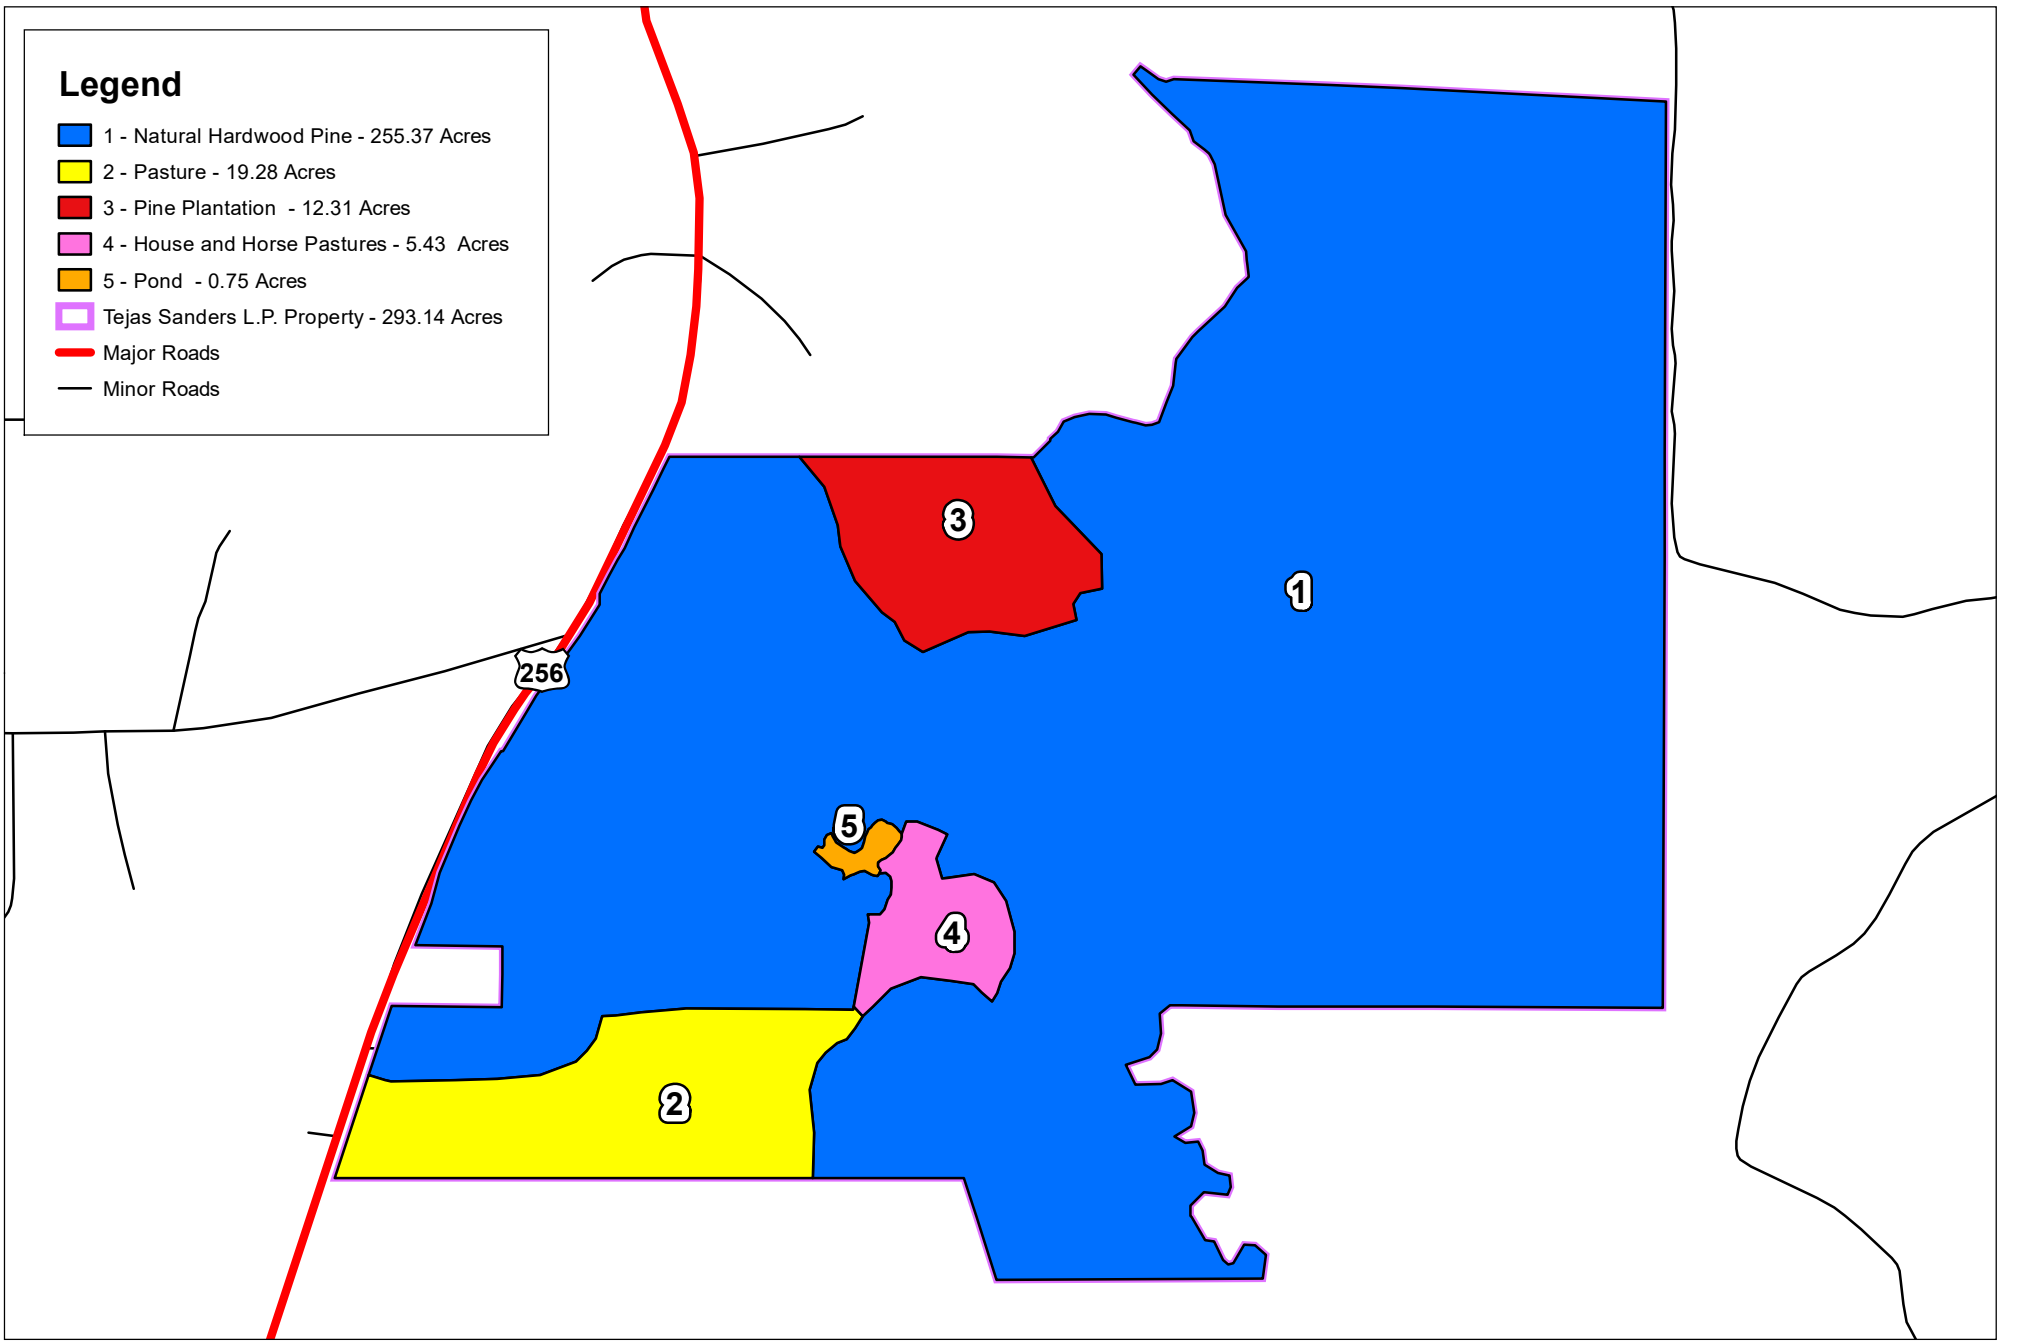 Legend
1 - Natural Hardwood Pine - 255.37 Acres
2 - Pasture - 19.28 Acres
3 - Pine Plantation  - 12.31 Acres
4 - House and Horse Pastures - 5.43  Acres
5 - Pond  - 0.75 Acres
Tejas Sanders L.P. Property - 293.14 Acres
Major Roads
Minor Roads
3
1
256
5
4
2